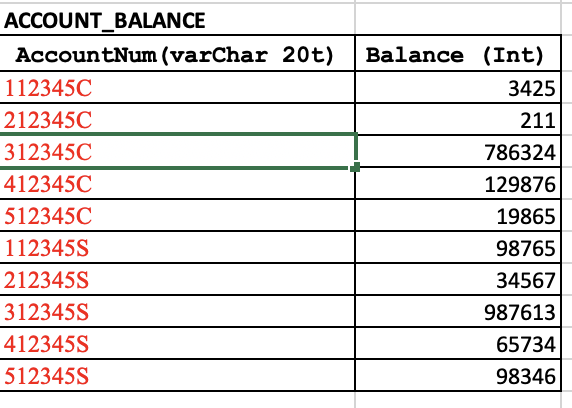 ACCOUNT_BALANCE
AccountNum(varChar 20t) Balance (Int)
112345C 3425
212345C 211
312345C 786324
412345C 129876
512345C 19865
112345S 98765
212345S 34567
312345S 987613
412345S 65734
512345S 98346